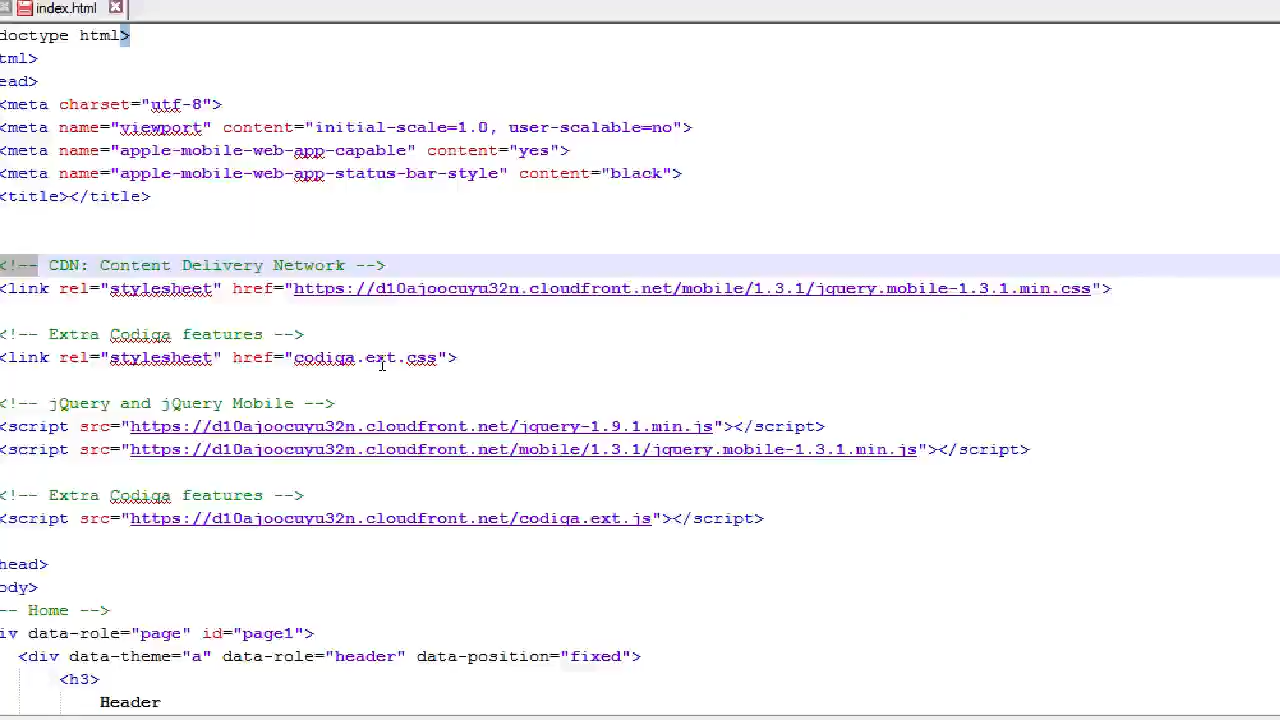 index.html
doctype html>
tml>
ead>
<meta charset="utf-8">
<meta name="viewport" content="initial-scale=1.0, user-scalable=no">
<meta name="apple-mobile-web-app-capable" content="yes">
<meta name="apple-mobile-web-app-status-bar-style" content="black">
<title></title>
<!-- CDN: Content Delivery Network -->
<link rel="stylesheet" href="https://d10ajoocuyu32n.cloudfront.net/mobile/1.3.1/jquery.mobile-1.3.1.min.css">
<!-- Extra Codiqa features -->
<link rel="stylesheet" href="codiqa.ext.css">
<!-- jQuery and jQuery Mobile -->
<script src="https://d10ajoocuyu32n.cloudfront.net/jquery-1.9.1.min.js"></script>
<script src="https://d10ajoocuyu32n.cloudfront.net/mobile/1.3.1/jquery.mobile-1.3.1.min.js"></script>
<!-- Extra Codiqa features -->
<script src="https://d10ajoocuyu32n.cloudfront.net/codiqa.ext.js"></script>
head>
ody>
-- Home -->
iv data-role="page" id="page1">
<div data-theme="a" data-role="header" data-position="fixed">
<h3>
Header